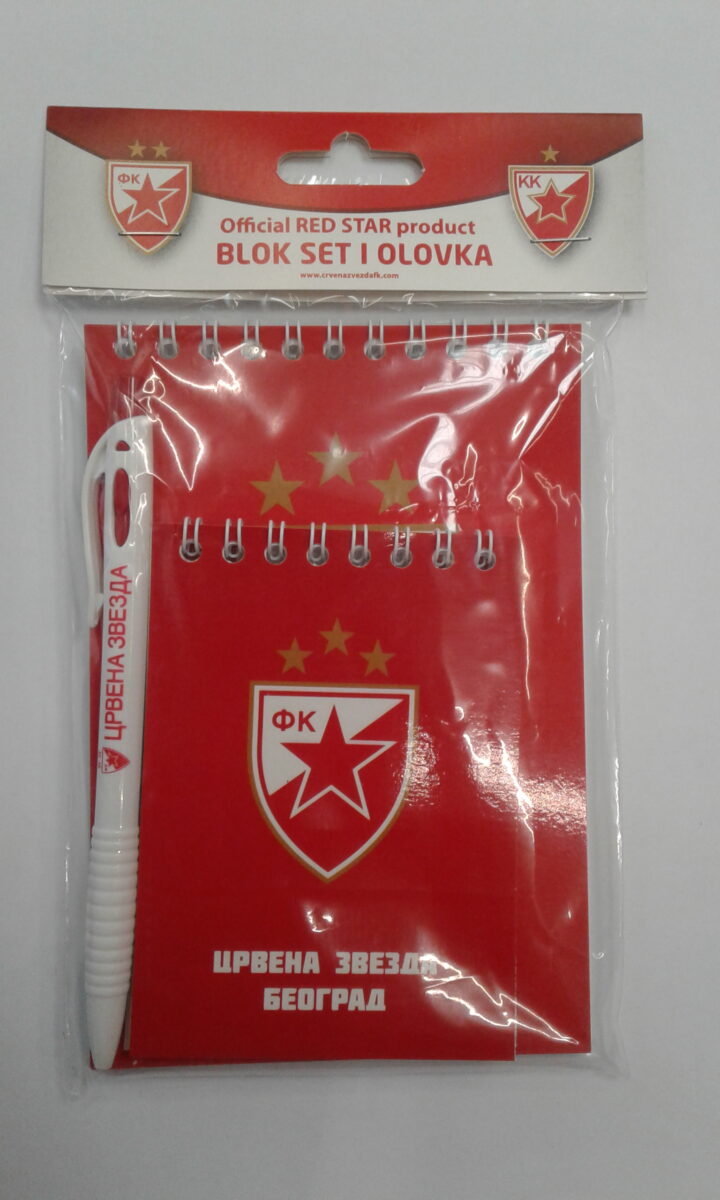 ФК
КК
Official RED STAR product
BLOK SET I OLOVKA
www.crvenazvezdafk.com
ЦРВЕНА ЗВЕЗДА
ФК
ЦРВЕНА ЗВЕЗДА
БЕОГРАД